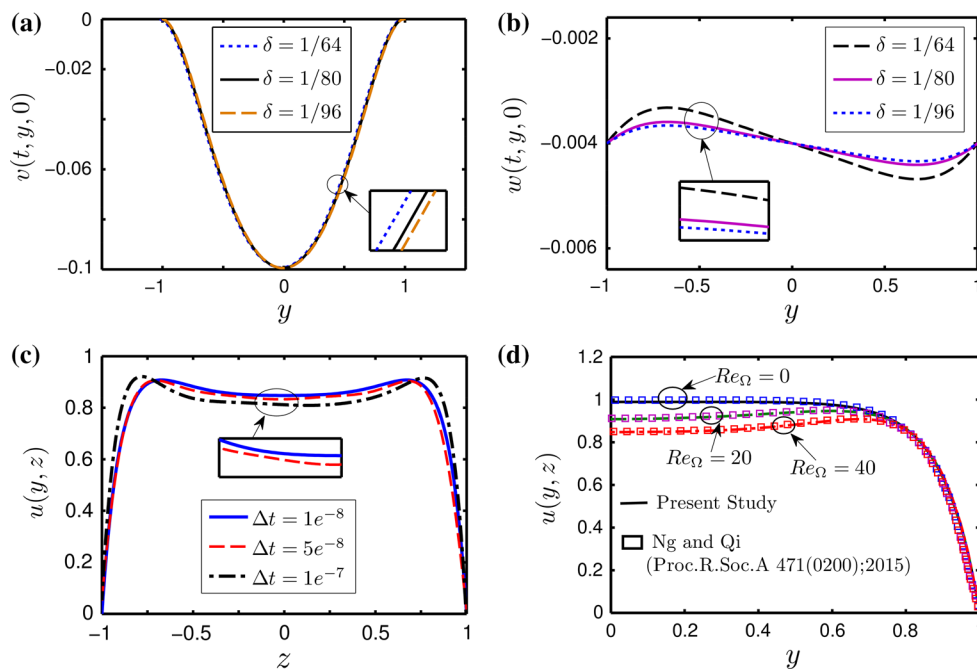 (a)
0
−0.02
−0.06
−0.1
−1
0
1
v(t, y, 0)
y
δ = 1/64
δ = 1/80
δ = 1/96
(b)
−0.002
−0.004
−0.006
−1
−0.5
0
0.5
1
w(t, y, 0)
y
δ = 1/64
δ = 1/80
δ = 1/96
(c)
1
0.8
0.6
0.4
0.2
0
−1
−0.5
0
0.5
1
u(y, z)
z
Δt = 1e⁻⁸
Δt = 5e⁻⁸
Δt = 1e⁻⁷
(d)
1.2
1
0.8
0.6
0.4
0.2
0
0
0.2
0.4
0.6
0.8
u(y, z)
y
Re_Ω = 0
Re_Ω = 20
Re_Ω = 40
Present Study
Ng and Qi
(Proc.R.Soc.A 471(0200);2015)